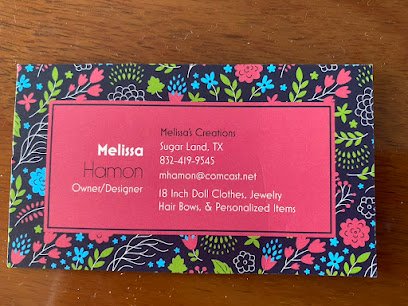 Melissa
Hamon
Owner/Designer
Melissa's Creations
Sugar Land, TX
832-419-9545
mhamon@comcast.net
18 Inch Doll Clothes, Jewelry
Hair Bows, & Personalized Items